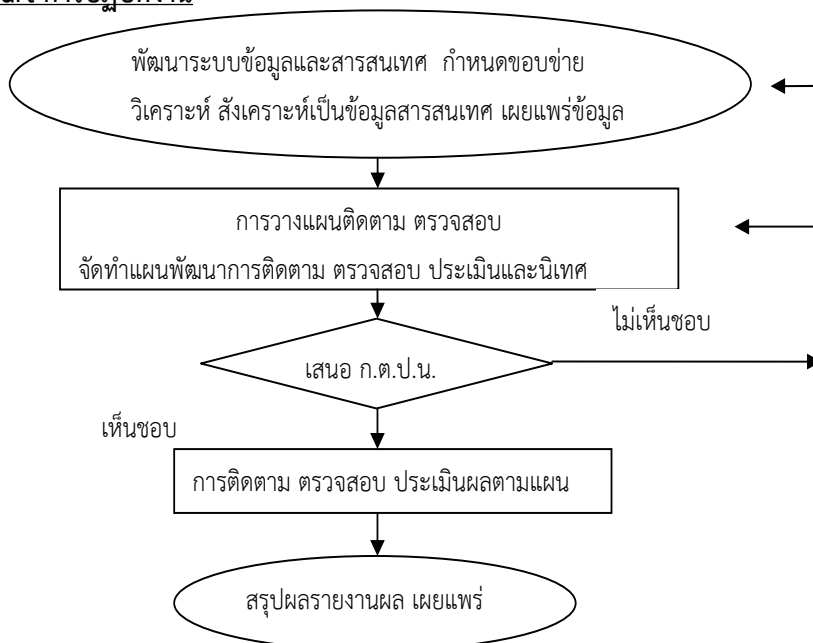 พัฒนาระบบข้อมูลและสารสนเทศ กำหนดขอบข่าย
วิเคราะห์ สังเคราะห์เป็นข้อมูลสารสนเทศ เผยแพร่ข้อมูล
การวางแผนติดตาม ตรวจสอบ
จัดทำแผนพัฒนาการติดตาม ตรวจสอบ ประเมินและนิเทศ
ไม่เห็นชอบ
เสนอ ก.ต.ป.น.
เห็นชอบ
การติดตาม ตรวจสอบ ประเมินผลตามแผน
สรุปผลรายงานผล เผยแพร่